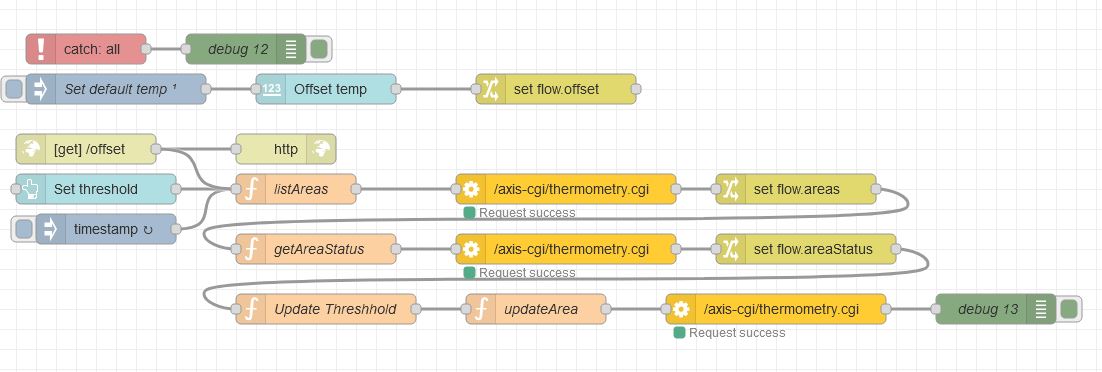 catch: all
debug 12
Set default temp ¹
123
Offset temp
set flow.offset
[get] /offset
http
Set threshold
listAreas
/axis-cgi/thermometry.cgi
set flow.areas
Request success
timestamp ↻
getAreaStatus
/axis-cgi/thermometry.cgi
set flow.areaStatus
Request success
Update Threshhold
updateArea
/axis-cgi/thermometry.cgi
debug 13
Request success